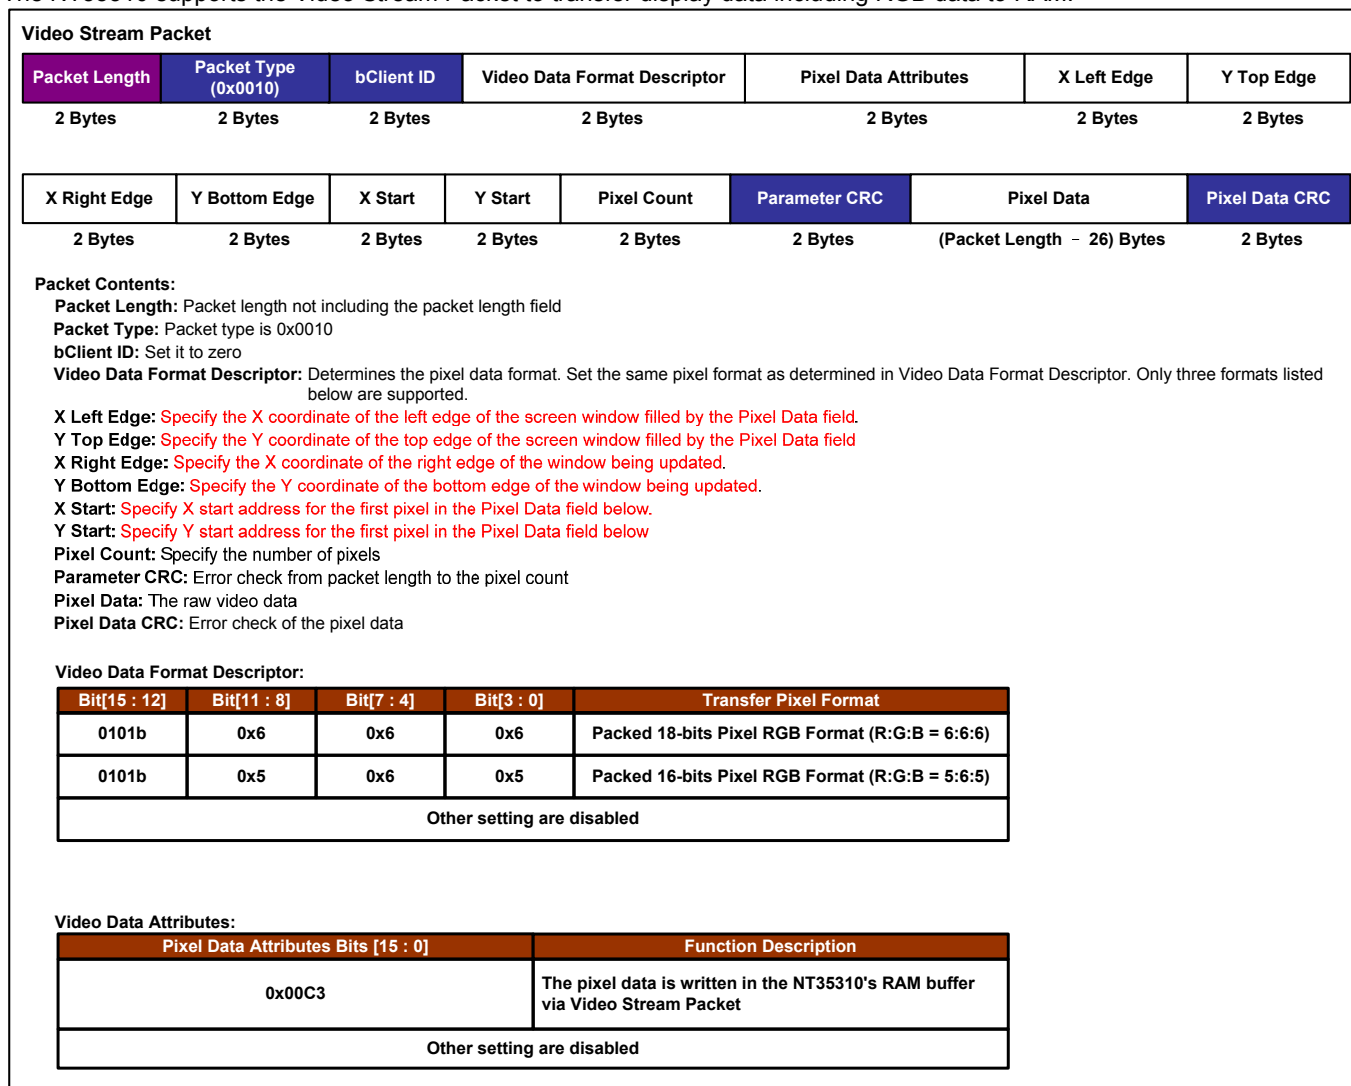 Video Stream Packet
Packet Length
Packet Type (0x0010)
bClient ID
Video Data Format Descriptor
Pixel Data Attributes
X Left Edge
Y Top Edge
2 Bytes
2 Bytes
2 Bytes
2 Bytes
2 Bytes
2 Bytes
2 Bytes
X Right Edge
Y Bottom Edge
X Start
Y Start
Pixel Count
Parameter CRC
Pixel Data
Pixel Data CRC
2 Bytes
2 Bytes
2 Bytes
2 Bytes
2 Bytes
2 Bytes
(Packet Length - 26) Bytes
2 Bytes
Packet Contents:
Packet Length: Packet length not including the packet length field
Packet Type: Packet type is 0x0010
bClient ID: Set it to zero
Video Data Format Descriptor: Determines the pixel data format. Set the same pixel format as determined in Video Data Format Descriptor. Only three formats listed
below are supported.
X Left Edge: Specify the X coordinate of the left edge of the screen window filled by the Pixel Data field.
Y Top Edge: Specify the Y coordinate of the top edge of the screen window filled by the Pixel Data field
X Right Edge: Specify the X coordinate of the right edge of the window being updated.
Y Bottom Edge: Specify the Y coordinate of the bottom edge of the window being updated.
X Start: Specify X start address for the first pixel in the Pixel Data field below.
Y Start: Specify Y start address for the first pixel in the Pixel Data field below
Pixel Count: Specify the number of pixels
Parameter CRC: Error check from packet length to the pixel count
Pixel Data: The raw video data
Pixel Data CRC: Error check of the pixel data
Video Data Format Descriptor:
Bit[15 : 12] Bit[11 : 8] Bit[7 : 4] Bit[3 : 0] Transfer Pixel Format
0101b 0x6 0x6 0x6 Packed 18-bits Pixel RGB Format (R:G:B = 6:6:6)
0101b 0x5 0x6 0x5 Packed 16-bits Pixel RGB Format (R:G:B = 5:6:5)
Other setting are disabled
Video Data Attributes:
Pixel Data Attributes Bits [15 : 0] Function Description
0x00C3
The pixel data is written in the NT35310's RAM buffer
via Video Stream Packet
Other setting are disabled